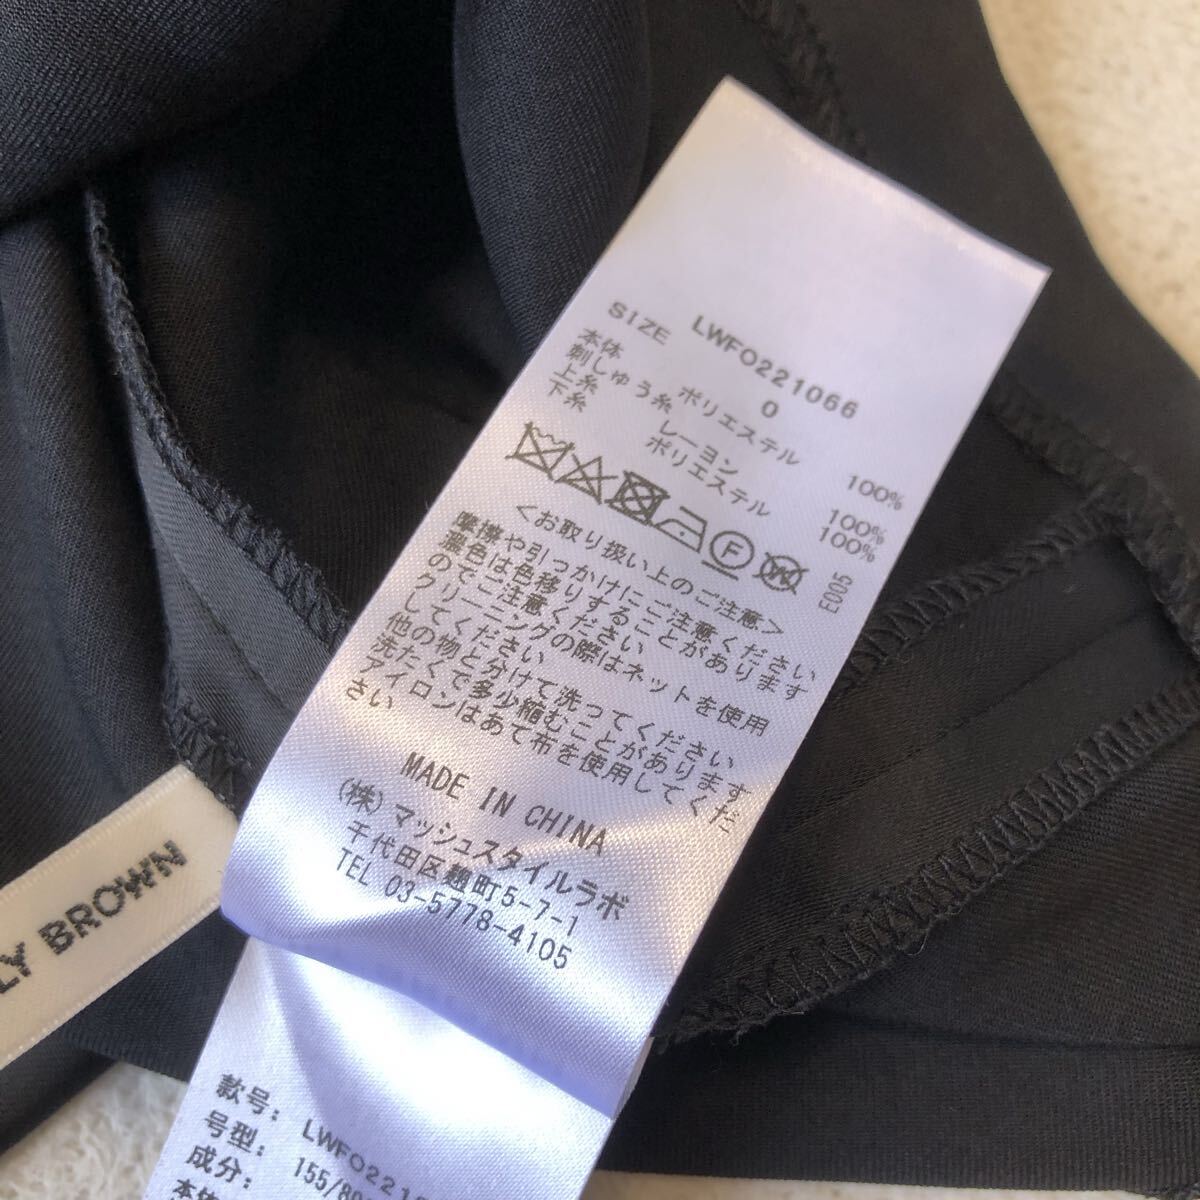 LWFO221066
SIZE 0
本体 ポリエステル 100%
刺しゅう糸
上糸 レーヨン 100%
下糸 ポリエステル 100%
F
W
E005
<お取り扱い上のご注意>
摩擦や引っかけにご注意ください
濃色は色移りすることがあります
のでご注意ください
クリーニングの際はネットを使用
してください
他の物と分けて洗ってください
洗たくで多少縮むことがあります
アイロンはあて布を使用してくだ
さい
MADE IN CHINA
(株)マッシュスタイルラボ
千代田区麹町5-7-1
TEL 03-5778-4105
LY BROWN
款号: LWFO2210
号型: 155/80
成分:
本体